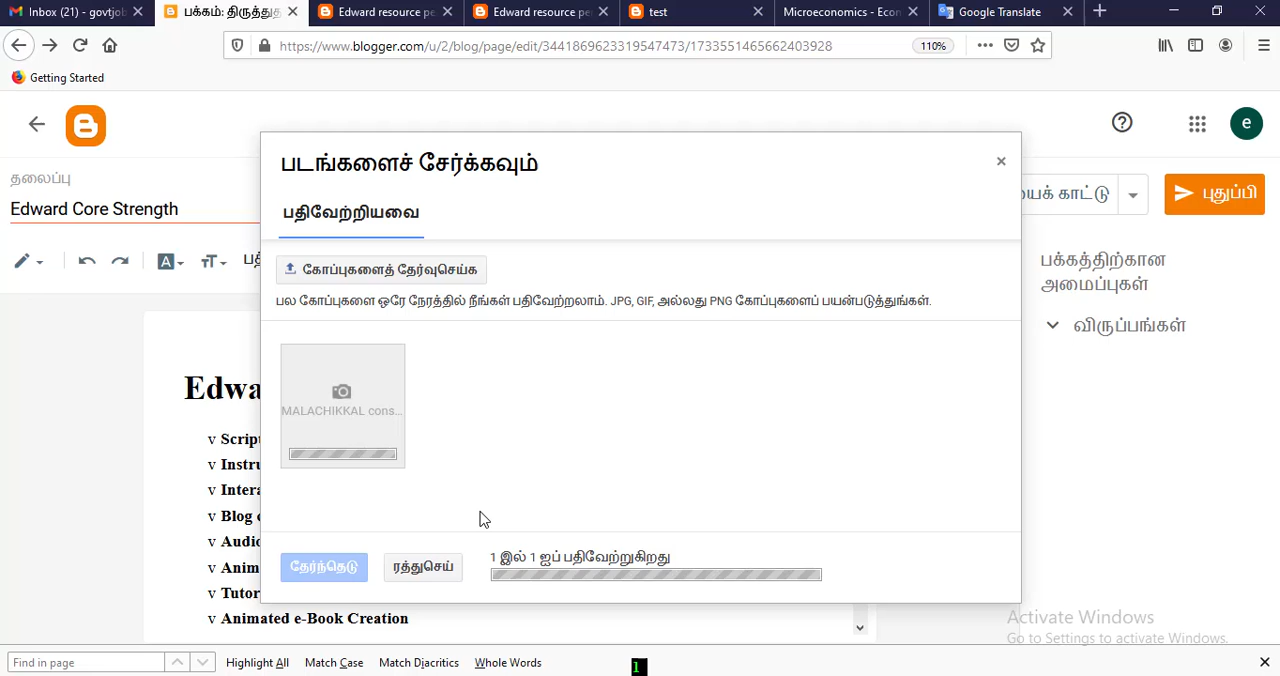 Inbox (21) - govtjob
பக்கம்: திருத்து
Edward resource pe
Edward resource pe
test
Microeconomics - Econ
Google Translate
https://www.blogger.com/u/2/blog/page/edit/3441869623319547473/1733551465662403928
110%
Getting Started
e
தலைப்பு
Edward Core Strength
யைக் காட்டு
புதுப்பி
படங்களைச் சேர்க்கவும்
பதிவேற்றியவை
கோப்புகளைத் தேர்வுசெய்க
பல கோப்புகளை ஒரே நேரத்தில் நீங்கள் பதிவேற்றலாம். JPG, GIF, அல்லது PNG கோப்புகளைப் பயன்படுத்துங்கள்.
பக்கத்திற்கான
அமைப்புகள்
விருப்பங்கள்
MALACHIKKAL cons...
Edwa
v Scrip
v Instru
v Intera
v Blog
v Audio
v Anim
v Tutor
v Animated e-Book Creation
தேர்ந்தெடு
ரத்துசெய்
1 இல் 1 ஐப் பதிவேற்றுகிறது
Activate Windows
Go to Settings to activate Windows.
Find in page
Highlight All
Match Case
Match Diacritics
Whole Words
1